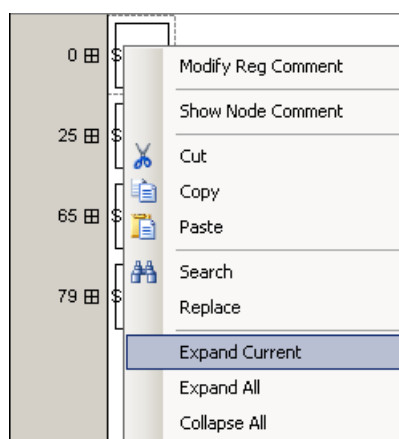 0 S
Modify Reg Comment
Show Node Comment
25 S
Cut
Copy
65 S
Paste
Search
79 S
Replace
Expand Current
Expand All
Collapse All